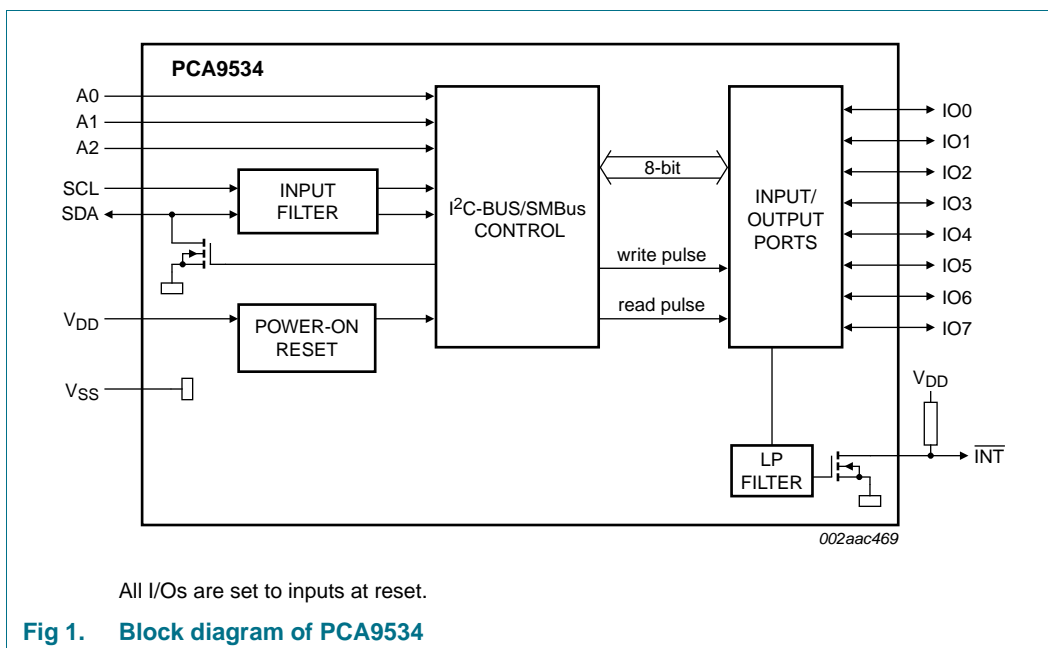 PCA9534
A0
A1
A2
SCL
SDA
INPUT
FILTER
I2C-BUS/SMBus
CONTROL
8-bit
write pulse
read pulse
INPUT/
OUTPUT
PORTS
IO0
IO1
IO2
IO3
IO4
IO5
IO6
IO7
VDD
POWER-ON
RESET
VSS
VDD
LP
FILTER
INT
002aac469
All I/Os are set to inputs at reset.
Fig 1. Block diagram of PCA9534